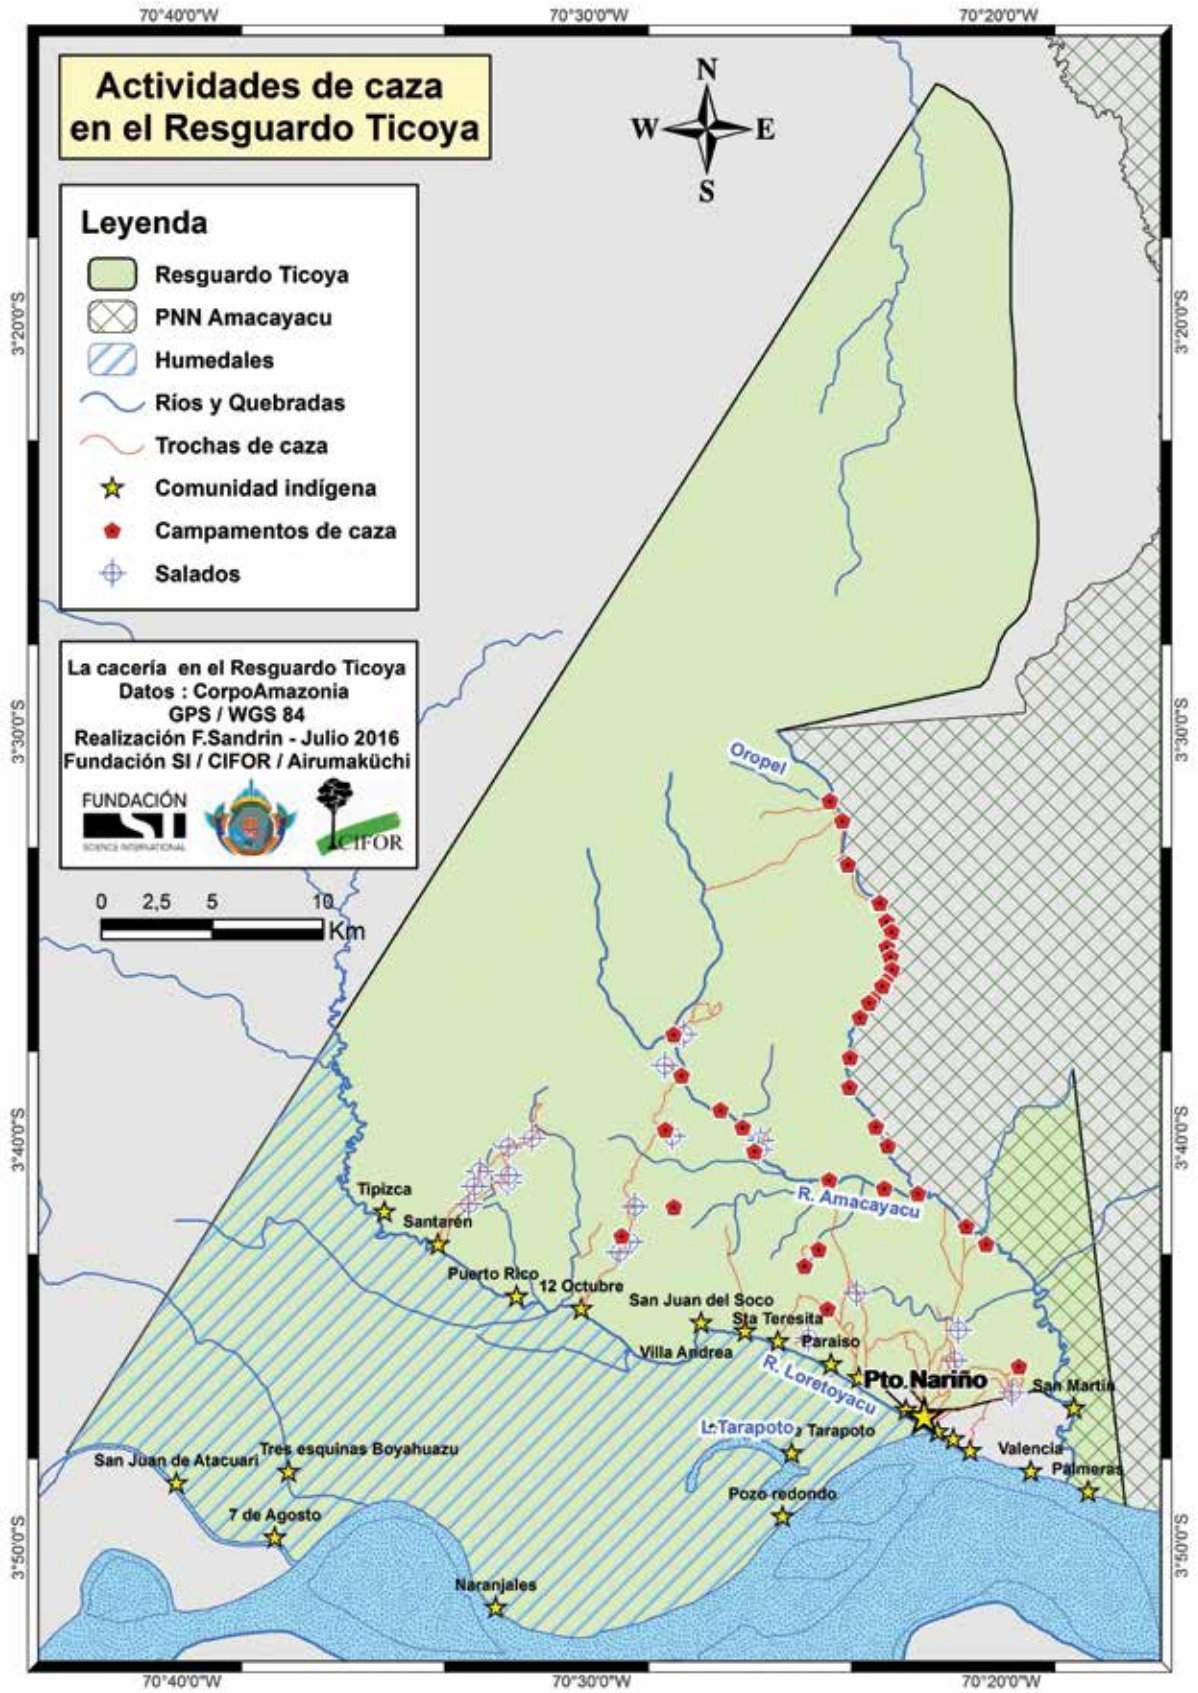 70°40'0"W
70°30'0"W
70°20'0"W
Actividades de caza
en el Resguardo Ticoya
N
W E
S
Leyenda
Resguardo Ticoya
PNN Amacayacu
Humedales
Ríos y Quebradas
Trochas de caza
Comunidad indígena
Campamentos de caza
Salados
3°20'0"S
3°20'0"S
La cacería en el Resguardo Ticoya
Datos : CorpoAmazonia
GPS / WGS 84
Realización F.Sandrin - Julio 2016
Fundación SI / CIFOR / Airumaküchi
FUNDACIÓN
SI
SCIENCE INTERNATIONAL
CIFOR
0 2,5 5 10
Km
3°30'0"S
3°30'0"S
Oropel
3°40'0"S
3°40'0"S
Tipizca
Santarén
R. Amacayacu
Puerto Rico
12 Octubre
San Juan del Soco
Sta Teresita
Villa Andrea
Paraiso
R. Loretoyacu
Pto.Nariño
San Martin
L.Tarapoto
Tarapoto
San Juan de Atacuari
Tres esquinas Boyahuazu
Valencia
Palmeras
Pozo redondo
7 de Agosto
Naranjales
3°50'0"S
3°50'0"S
70°40'0"W
70°30'0"W
70°20'0"W